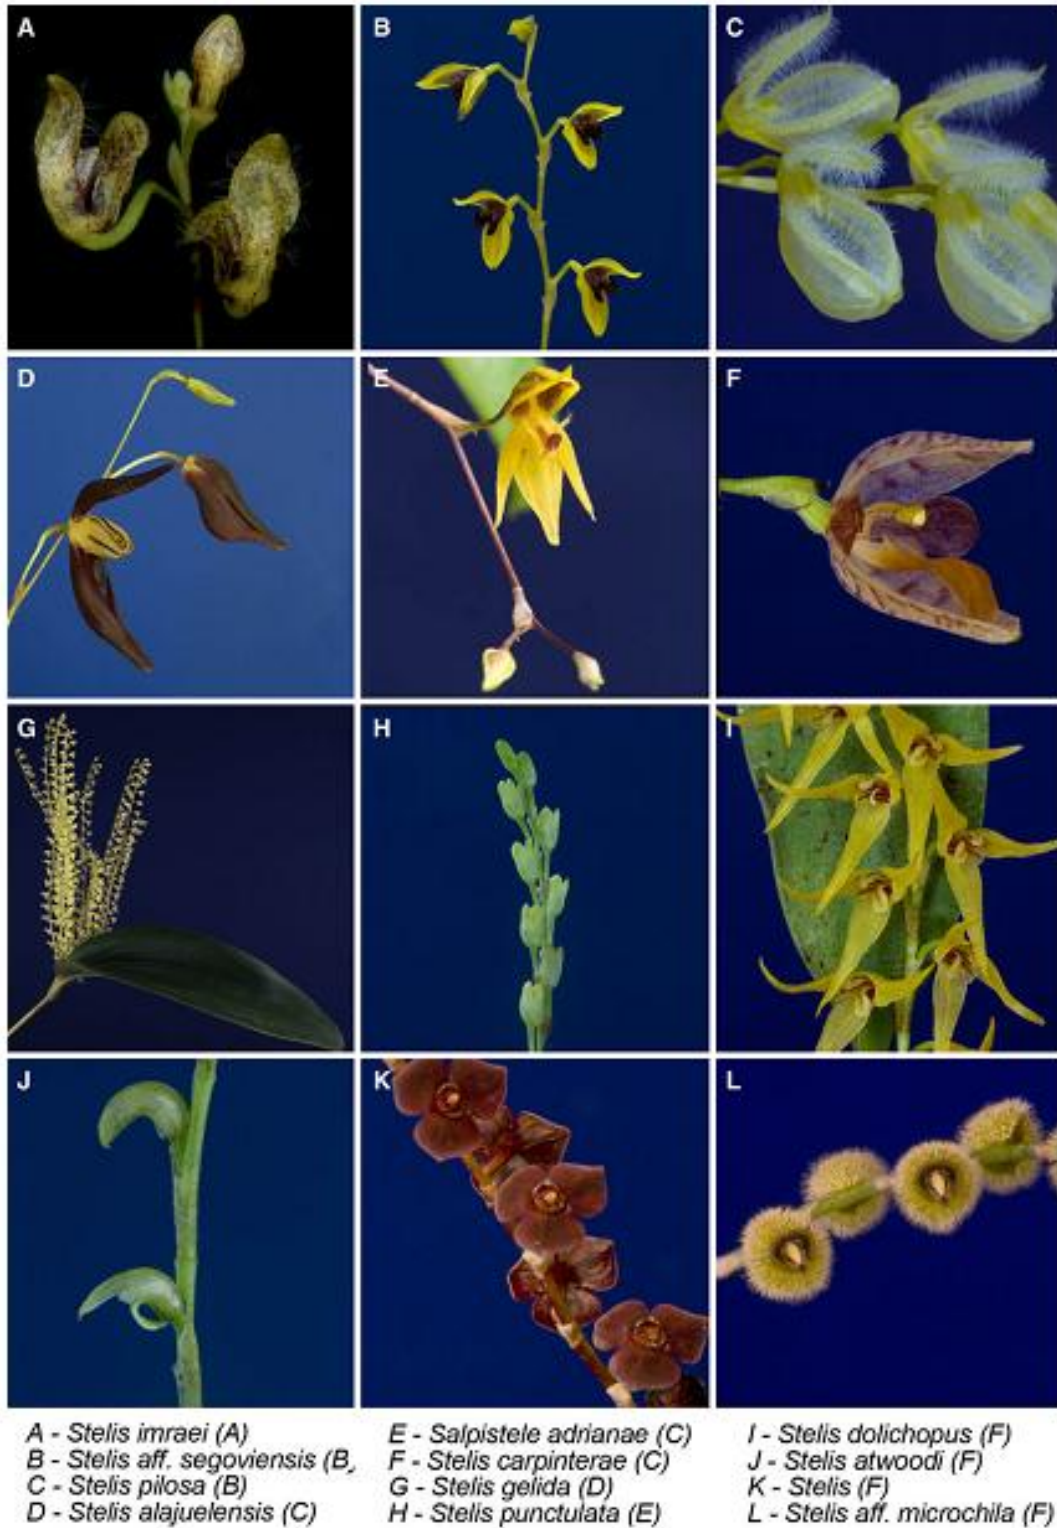 A
B
C
D
E
F
G
H
I
J
K
L
A - Stelis imraei (A)
B - Stelis aff. segoviensis (B
C - Stelis pilosa (B)
D - Stelis alajuelensis (C)
E - Salpistele adrianae (C)
F - Stelis carpinterae (C)
G - Stelis gelida (D)
H - Stelis punctulata (E)
I - Stelis dolichopus (F)
J - Stelis atwoodi (F)
K - Stelis (F)
L - Stelis aff. microchila (F)